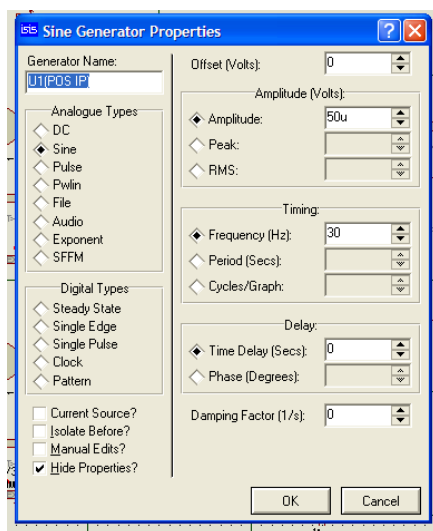 isis Sine Generator Properties
Generator Name:
U1(POS IP)
Analogue Types
DC
Sine
Pulse
Pwlin
File
Audio
Exponent
SFFM
Digital Types
Steady State
Single Edge
Single Pulse
Clock
Pattern
Current Source?
Isolate Before?
Manual Edits?
Hide Properties?
Offset (Volts): 0
Amplitude (Volts):
Amplitude: 50u
Peak:
RMS:
Timing:
Frequency (Hz): 30
Period (Secs):
Cycles/Graph:
Delay:
Time Delay (Secs): 0
Phase (Degrees):
Damping Factor (1/s): 0
OK Cancel